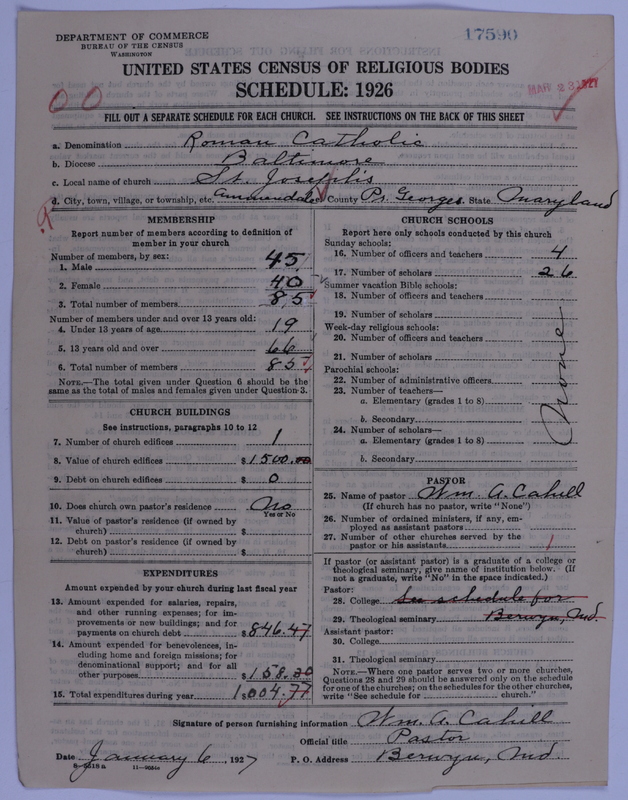 DEPARTMENT OF COMMERCE
BUREAU OF THE CENSUS
WASHINGTON
17590
UNITED STATES CENSUS OF RELIGIOUS BODIES
SCHEDULE: 1926
MAR 23 1927
00
FILL OUT A SEPARATE SCHEDULE FOR EACH CHURCH. SEE INSTRUCTIONS ON THE BACK OF THIS SHEET
a. Denomination Roman Catholic
b. Diocese Baltimore
c. Local name of church St. Joseph's
d. City, town, village, or township, etc. Ammendale County Pr. Georges State Maryland
9
MEMBERSHIP
Report number of members according to definition of
member in your church
Number of members, by sex:
1. Male 45
2. Female 40
3. Total number of members 85
Number of members under and over 13 years old:
4. Under 13 years of age 19
5. 13 years old and over 66
6. Total number of members 85
NOTE.—The total given under Question 6 should be the
same as the total of males and females given under Question 3.
CHURCH BUILDINGS
See instructions, paragraphs 10 to 12
7. Number of church edifices 1
8. Value of church edifices $1500.00
9. Debt on church edifices $ 0
10. Does church own pastor's residence No
Yes or No
11. Value of pastor's residence (if owned by
church) $
12. Debt on pastor's residence (if owned by
church) $
EXPENDITURES
Amount expended by your church during last fiscal year
13. Amount expended for salaries, repairs,
and other running expenses; for im-
provements or new buildings; and for
payments on church debt $846.47
14. Amount expended for benevolences, in-
cluding home and foreign missions; for
denominational support; and for all
other purposes $158.30
15. Total expenditures during year 1004.77
CHURCH SCHOOLS
Report here only schools conducted by this church
Sunday schools:
16. Number of officers and teachers 4
17. Number of scholars 26
Summer vacation Bible schools:
18. Number of officers and teachers
19. Number of scholars
Week-day religious schools:
20. Number of officers and teachers
21. Number of scholars
Parochial schools:
22. Number of administrative officers
23. Number of teachers—
a. Elementary (grades 1 to 8)
b. Secondary
24. Number of scholars—
a. Elementary (grades 1 to 8)
b. Secondary
None
PASTOR
25. Name of pastor Wm. A. Cahill
(If church has no pastor, write "None")
26. Number of ordained ministers, if any, em-
ployed as assistant pastors
27. Number of other churches served by the
pastor or his assistants 1
If pastor (or assistant pastor) is a graduate of a college or
theological seminary, give name of institution below. (If
not a graduate, write "No" in the space indicated.)
Pastor:
28. College See schedule for
29. Theological seminary Berwyn, Md.
Assistant pastor:
30. College
31. Theological seminary
NOTE.—Where one pastor serves two or more churches,
Questions 28 and 29 should be answered only on the schedule
for one of the churches; on the schedules for the other churches,
write "See schedule for church."
Signature of person furnishing information Wm. A. Cahill
Official title Pastor
Date January 6, 1927 P. O. Address Berwyn, Md.